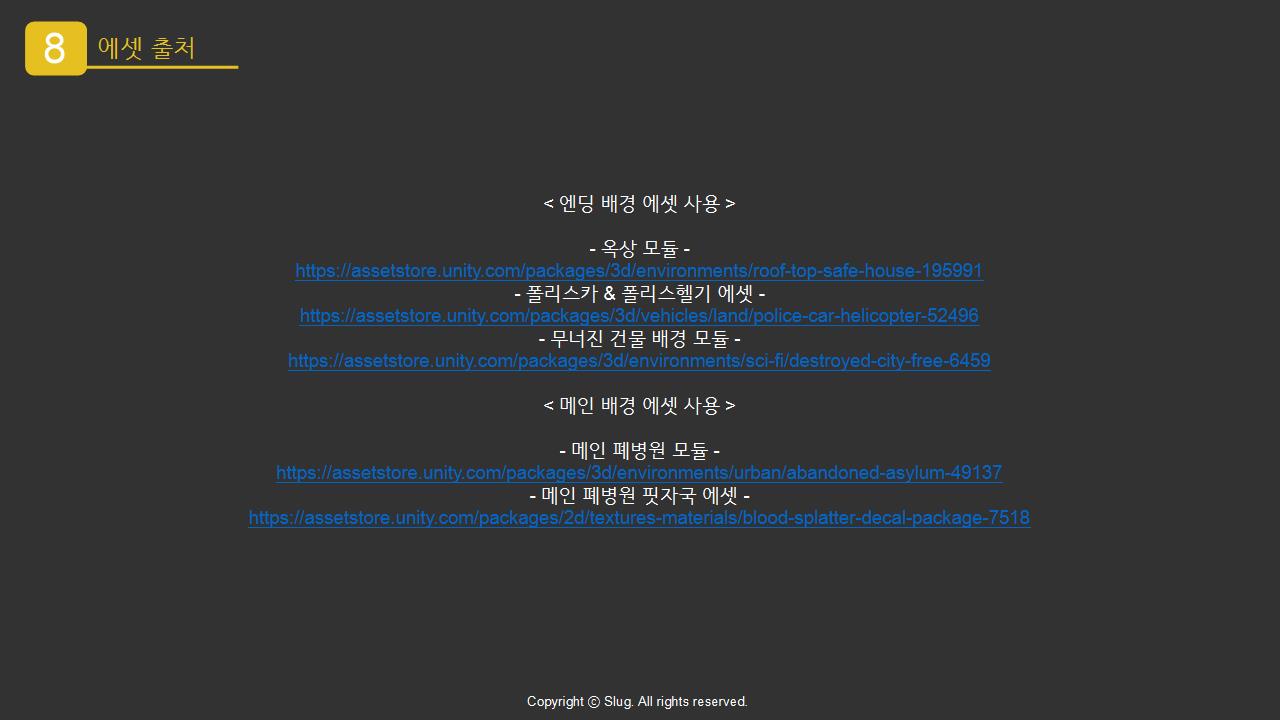 8 에셋 출처
< 엔딩 배경 에셋 사용 >
- 옥상 모듈 -
https://assetstore.unity.com/packages/3d/environments/roof-top-safe-house-195991
- 폴리스카 & 폴리스헬기 에셋 -
https://assetstore.unity.com/packages/3d/vehicles/land/police-car-helicopter-52496
- 무너진 건물 배경 모듈 -
https://assetstore.unity.com/packages/3d/environments/sci-fi/destroyed-city-free-6459
< 메인 배경 에셋 사용 >
- 메인 폐병원 모듈 -
https://assetstore.unity.com/packages/3d/environments/urban/abandoned-asylum-49137
- 메인 폐병원 핏자국 에셋 -
https://assetstore.unity.com/packages/2d/textures-materials/blood-splatter-decal-package-7518
Copyright ⓒ Slug. All rights reserved.